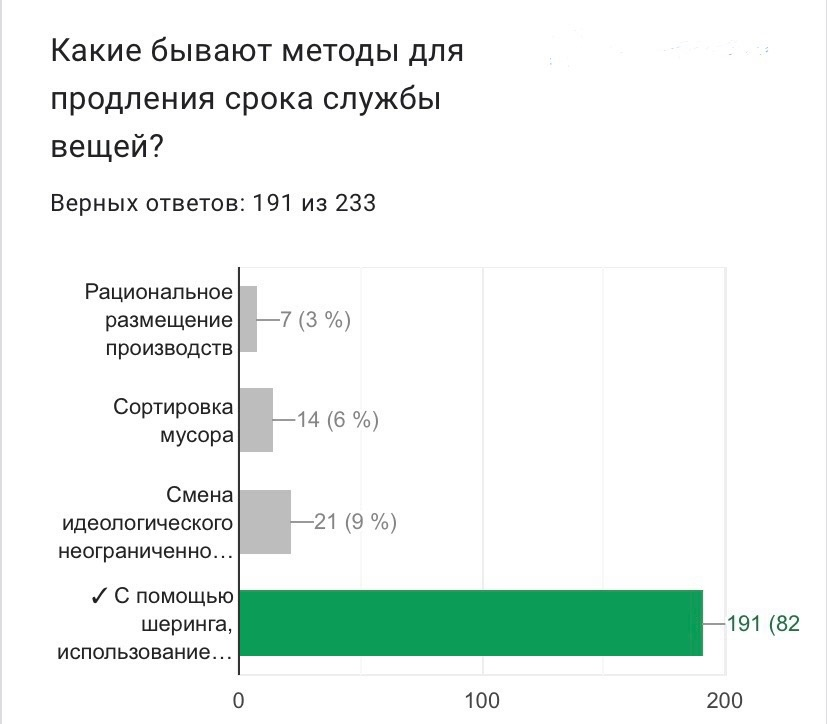 Какие бывают методы для
продления срока службы
вещей?
Верных ответов: 191 из 233
Рациональное
размещение
производств
7 (3 %)
Сортировка
мусора
14 (6 %)
Смена
идеологического
неограниченно…
21 (9 %)
✓ С помощью
шеринга,
использование…
191 (82
0 100 200